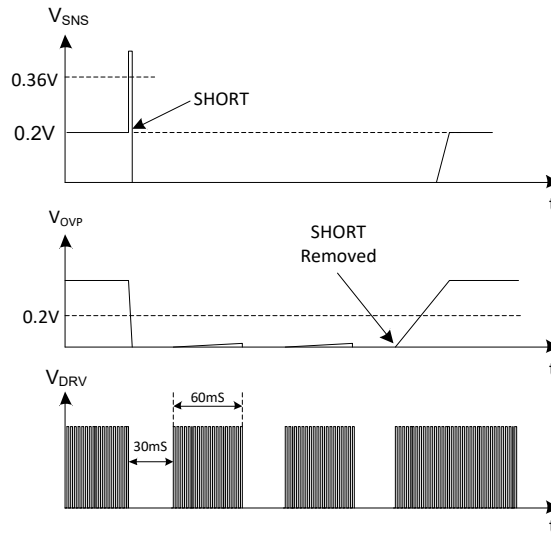 VSNS
0.36V
SHORT
0.2V
t
VOVP
SHORT
Removed
0.2V
t
VDRV
60mS
30mS
t